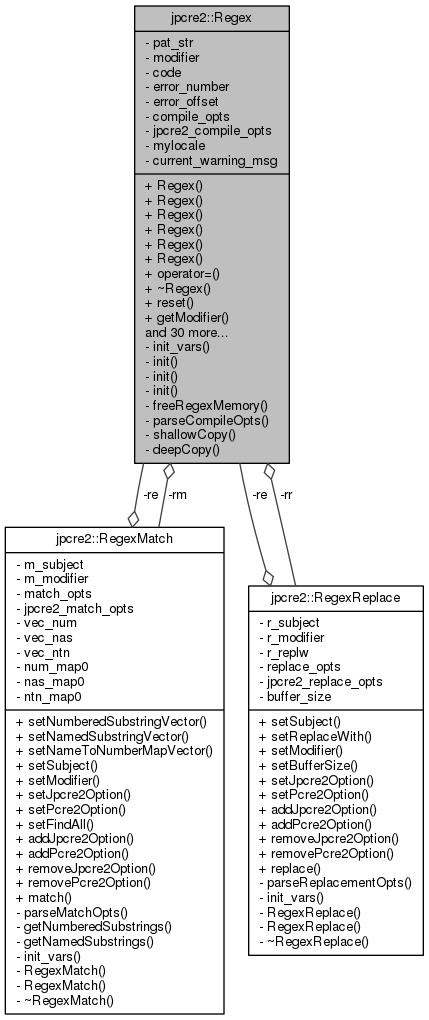 jpcre2::Regex
- pat_str
- modifier
- code
- error_number
- error_offset
- compile_opts
- jpcre2_compile_opts
- mylocale
- current_warning_msg
+ Regex()
+ Regex()
+ Regex()
+ Regex()
+ Regex()
+ Regex()
+ operator=()
+ ~Regex()
+ reset()
+ getModifier()
and 30 more...
- init_vars()
- init()
- init()
- init()
- freeRegexMemory()
- parseCompileOpts()
- shallowCopy()
- deepCopy()
-re
-rm
-re
-rr
jpcre2::RegexMatch
- m_subject
- m_modifier
- match_opts
- jpcre2_match_opts
- vec_num
- vec_nas
- vec_ntn
- num_map0
- nas_map0
- ntn_map0
+ setNumberedSubstringVector()
+ setNamedSubstringVector()
+ setNameToNumberMapVector()
+ setSubject()
+ setModifier()
+ setJpcre2Option()
+ setPcre2Option()
+ setFindAll()
+ addJpcre2Option()
+ addPcre2Option()
+ removeJpcre2Option()
+ removePcre2Option()
+ match()
- parseMatchOpts()
- getNumberedSubstrings()
- getNamedSubstrings()
- init_vars()
- RegexMatch()
- RegexMatch()
- ~RegexMatch()
jpcre2::RegexReplace
- r_subject
- r_modifier
- r_replw
- replace_opts
- jpcre2_replace_opts
- buffer_size
+ setSubject()
+ setReplaceWith()
+ setModifier()
+ setBufferSize()
+ setJpcre2Option()
+ setPcre2Option()
+ addJpcre2Option()
+ addPcre2Option()
+ removeJpcre2Option()
+ removePcre2Option()
+ replace()
- parseReplacementOpts()
- init_vars()
- RegexReplace()
- RegexReplace()
- ~RegexReplace()